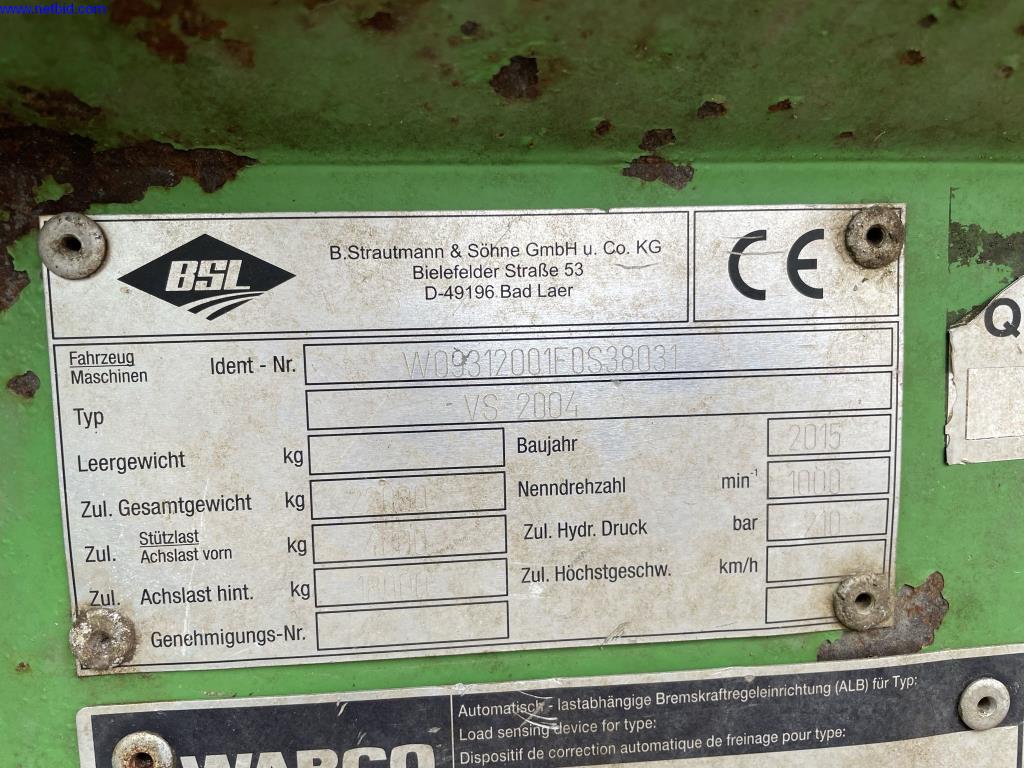 www.netbid.com
BSL
B.Strautmann & Söhne GmbH u. Co. KG
Bielefelder Straße 53
D-49196 Bad Laer
CE
Fahrzeug
Maschinen
Ident - Nr. W09312001F0S38031
Typ VS 2004
Leergewicht kg
Baujahr 2015
Zul. Gesamtgewicht kg
Nenndrehzahl min-1 1000
Zul. Stützlast
Achslast vorn kg
Zul. Hydr. Druck bar 210
Zul. Achslast hint. kg 18000
Zul. Höchstgeschw. km/h
Genehmigungs-Nr.
Q
WABCO
Automatisch - lastabhängige Bremskraftregeleinrichtung (ALB) für Typ:
Load sensing device for type:
Dispositif de correction automatique de freinage pour type: